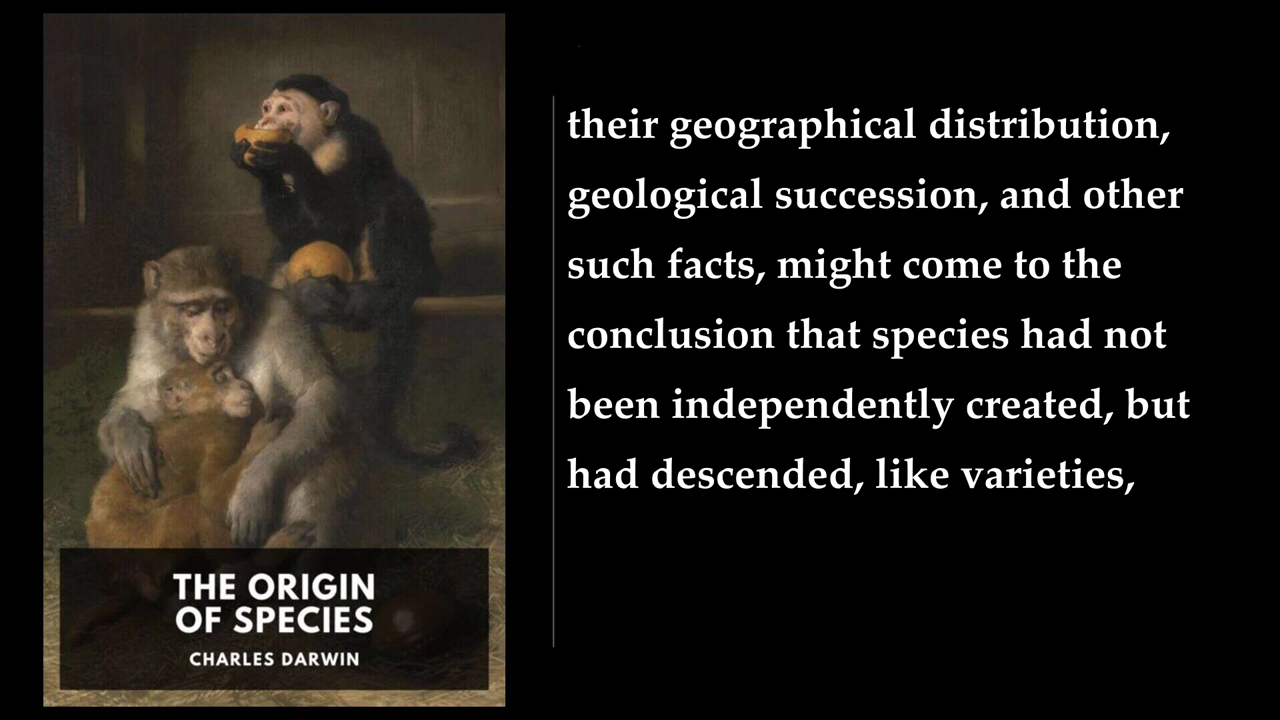 their geographical distribution,
geological succession, and other
such facts, might come to the
conclusion that species had not
been independently created, but
had descended, like varieties,
THE ORIGIN
OF SPECIES
CHARLES DARWIN